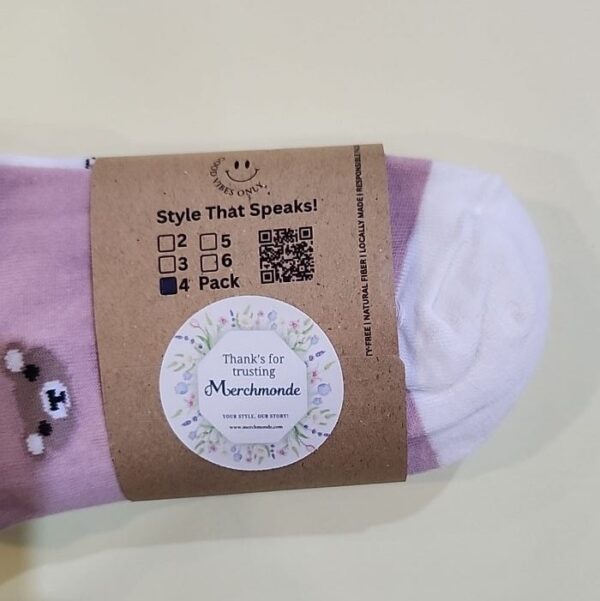 GOOD VIBES ONLY
Style That Speaks!
2 5
3 6
4 Pack
Thank's for
trusting
Merchmonde
YOUR STYLE, OUR STORY!
www.merchmonde.com
TY-FREE | NATURAL FIBER | LOCALLY MADE |